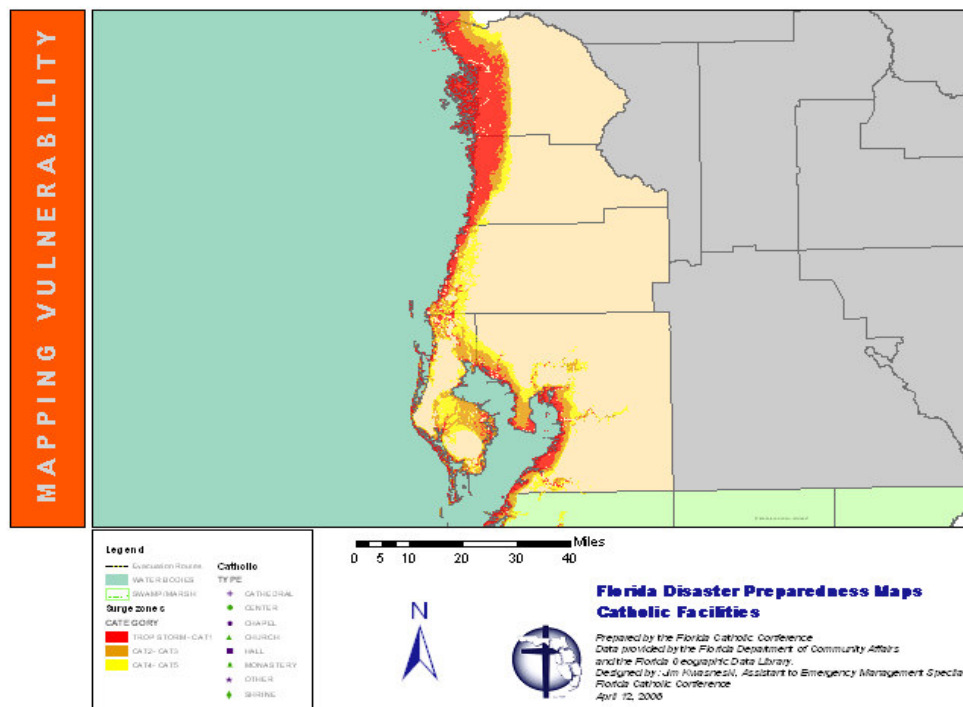 MAPPING VULNERABILITY
Legend
Evacuation Routes
WATER BODIES
SWAMP/MARSH
Surge zones
CATEGORY
TROP STORM- CAT1
CAT2- CAT3
CAT4- CAT5
Catholic
TYPE
CATHEDRAL
CENTER
CHAPEL
CHURCH
HALL
MONASTERY
OTHER
SHRINE
Miles
0 5 10 20 30 40
N
Florida Disaster Preparedness Maps
Catholic Facilities
Prepared by the Florida Catholic Conference
Data provided by the Florida Department of Community Affairs
and the Florida Geographic Data Library.
Designed by: Jim Kwasneski, Assistant to Emergency Management Special
Florida Catholic Conference
April 12, 2006